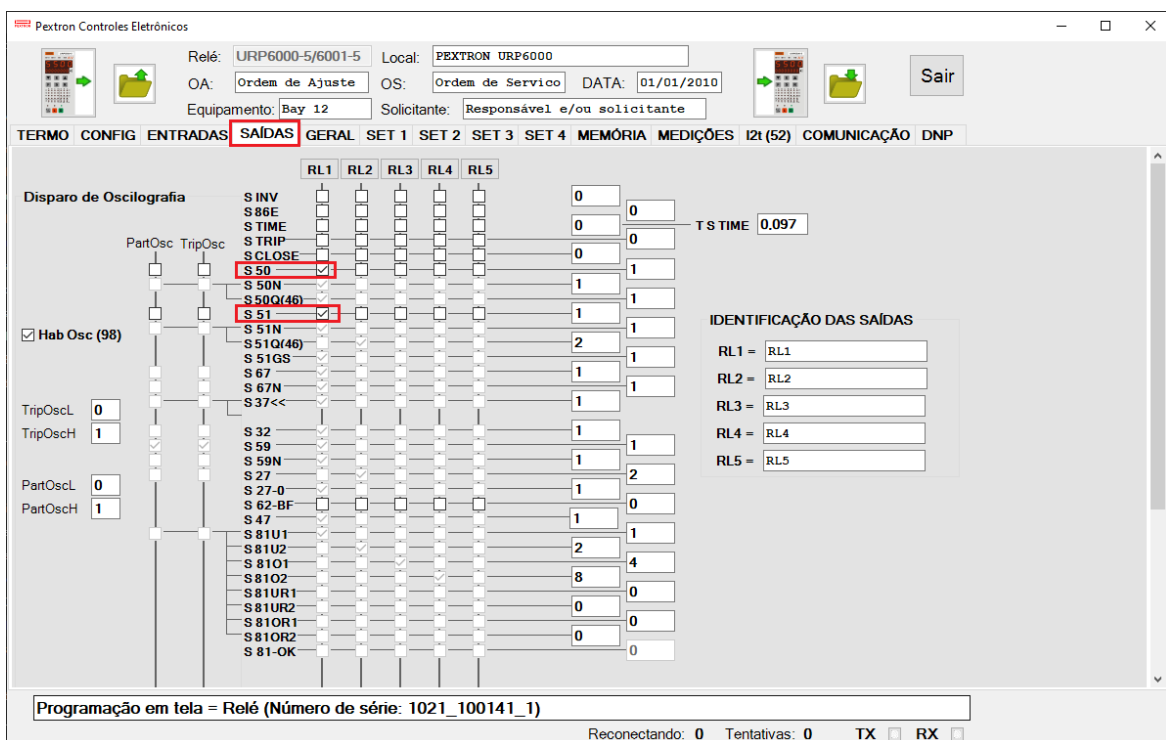 Pextron Controles Eletrônicos
Relé: URP6000-5/6001-5 Local: PEXTRON URP6000
OA: Ordem de Ajuste OS: Ordem de Servico DATA: 01/01/2010
Equipamento: Bay 12 Solicitante: Responsável e/ou solicitante
Sair
TERMO CONFIG ENTRADAS SAÍDAS GERAL SET 1 SET 2 SET 3 SET 4 MEMÓRIA MEDIÇÕES I2t (52) COMUNICAÇÃO DNP
RL1 RL2 RL3 RL4 RL5
Disparo de Oscilografia
S INV 0
S 86E 0
S TIME 0 T S TIME 0.097
PartOsc TripOsc
S TRIP 0
S CLOSE 0
S 50 1
S 50N 1
S 50Q(46) 1
S 51 1
S 51N 1
Hab Osc (98)
S 51Q(46) 2
S 51GS 1
S 67 1
S 67N 1
S 37<< 1
TripOscL 0
TripOscH 1
S 32 1
S 59 1
S 59N 1
S 27 2
S 27-0 1
PartOscL 0
PartOscH 1
S 62-BF 0
S 47 1
S 81U1 1
S 81U2 2
S 81O1 4
S 81O2 8
S 81UR1 0
S 81UR2 0
S 81OR1 0
S 81OR2 0
S 81-OK 0
IDENTIFICAÇÃO DAS SAÍDAS
RL1 = RL1
RL2 = RL2
RL3 = RL3
RL4 = RL4
RL5 = RL5
Programação em tela = Relé (Número de série: 1021_100141_1)
Reconectando: 0 Tentativas: 0 TX RX